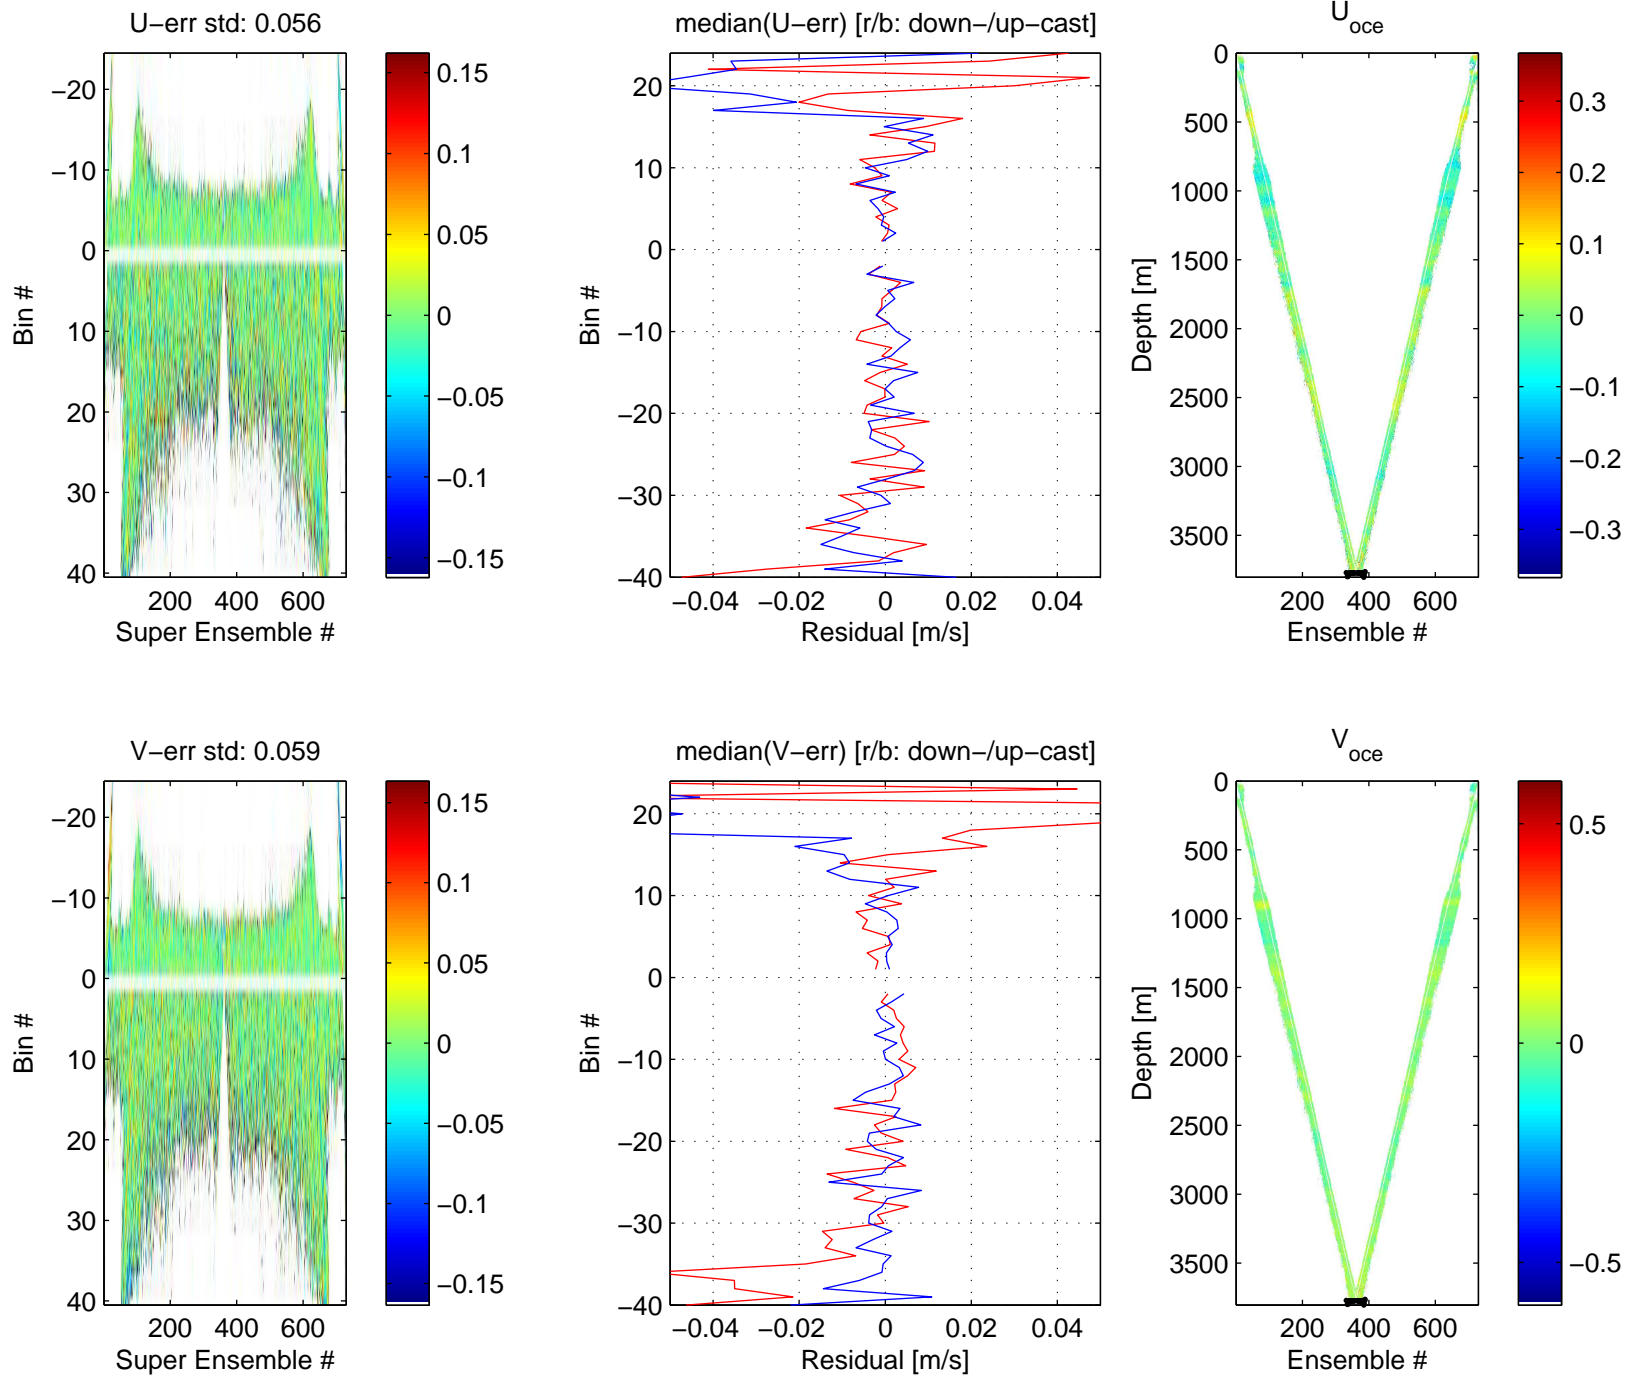 U−err std: 0.056
−20
−10
0
10
20
30
40
Bin #
200 400 600
Super Ensemble #
0.15
0.1
0.05
0
−0.05
−0.1
−0.15
median(U−err) [r/b: down−/up−cast]
20
10
0
−10
−20
−30
−40
Bin #
−0.04 −0.02 0 0.02 0.04
Residual [m/s]
U oce
0
500
1000
1500
2000
2500
3000
3500
Depth [m]
200 400 600
Ensemble #
0.3
0.2
0.1
0
−0.1
−0.2
−0.3
V−err std: 0.059
−20
−10
0
10
20
30
40
Bin #
200 400 600
Super Ensemble #
0.15
0.1
0.05
0
−0.05
−0.1
−0.15
median(V−err) [r/b: down−/up−cast]
20
10
0
−10
−20
−30
−40
Bin #
−0.04 −0.02 0 0.02 0.04
Residual [m/s]
V oce
0
500
1000
1500
2000
2500
3000
3500
Depth [m]
200 400 600
Ensemble #
0.5
0
−0.5